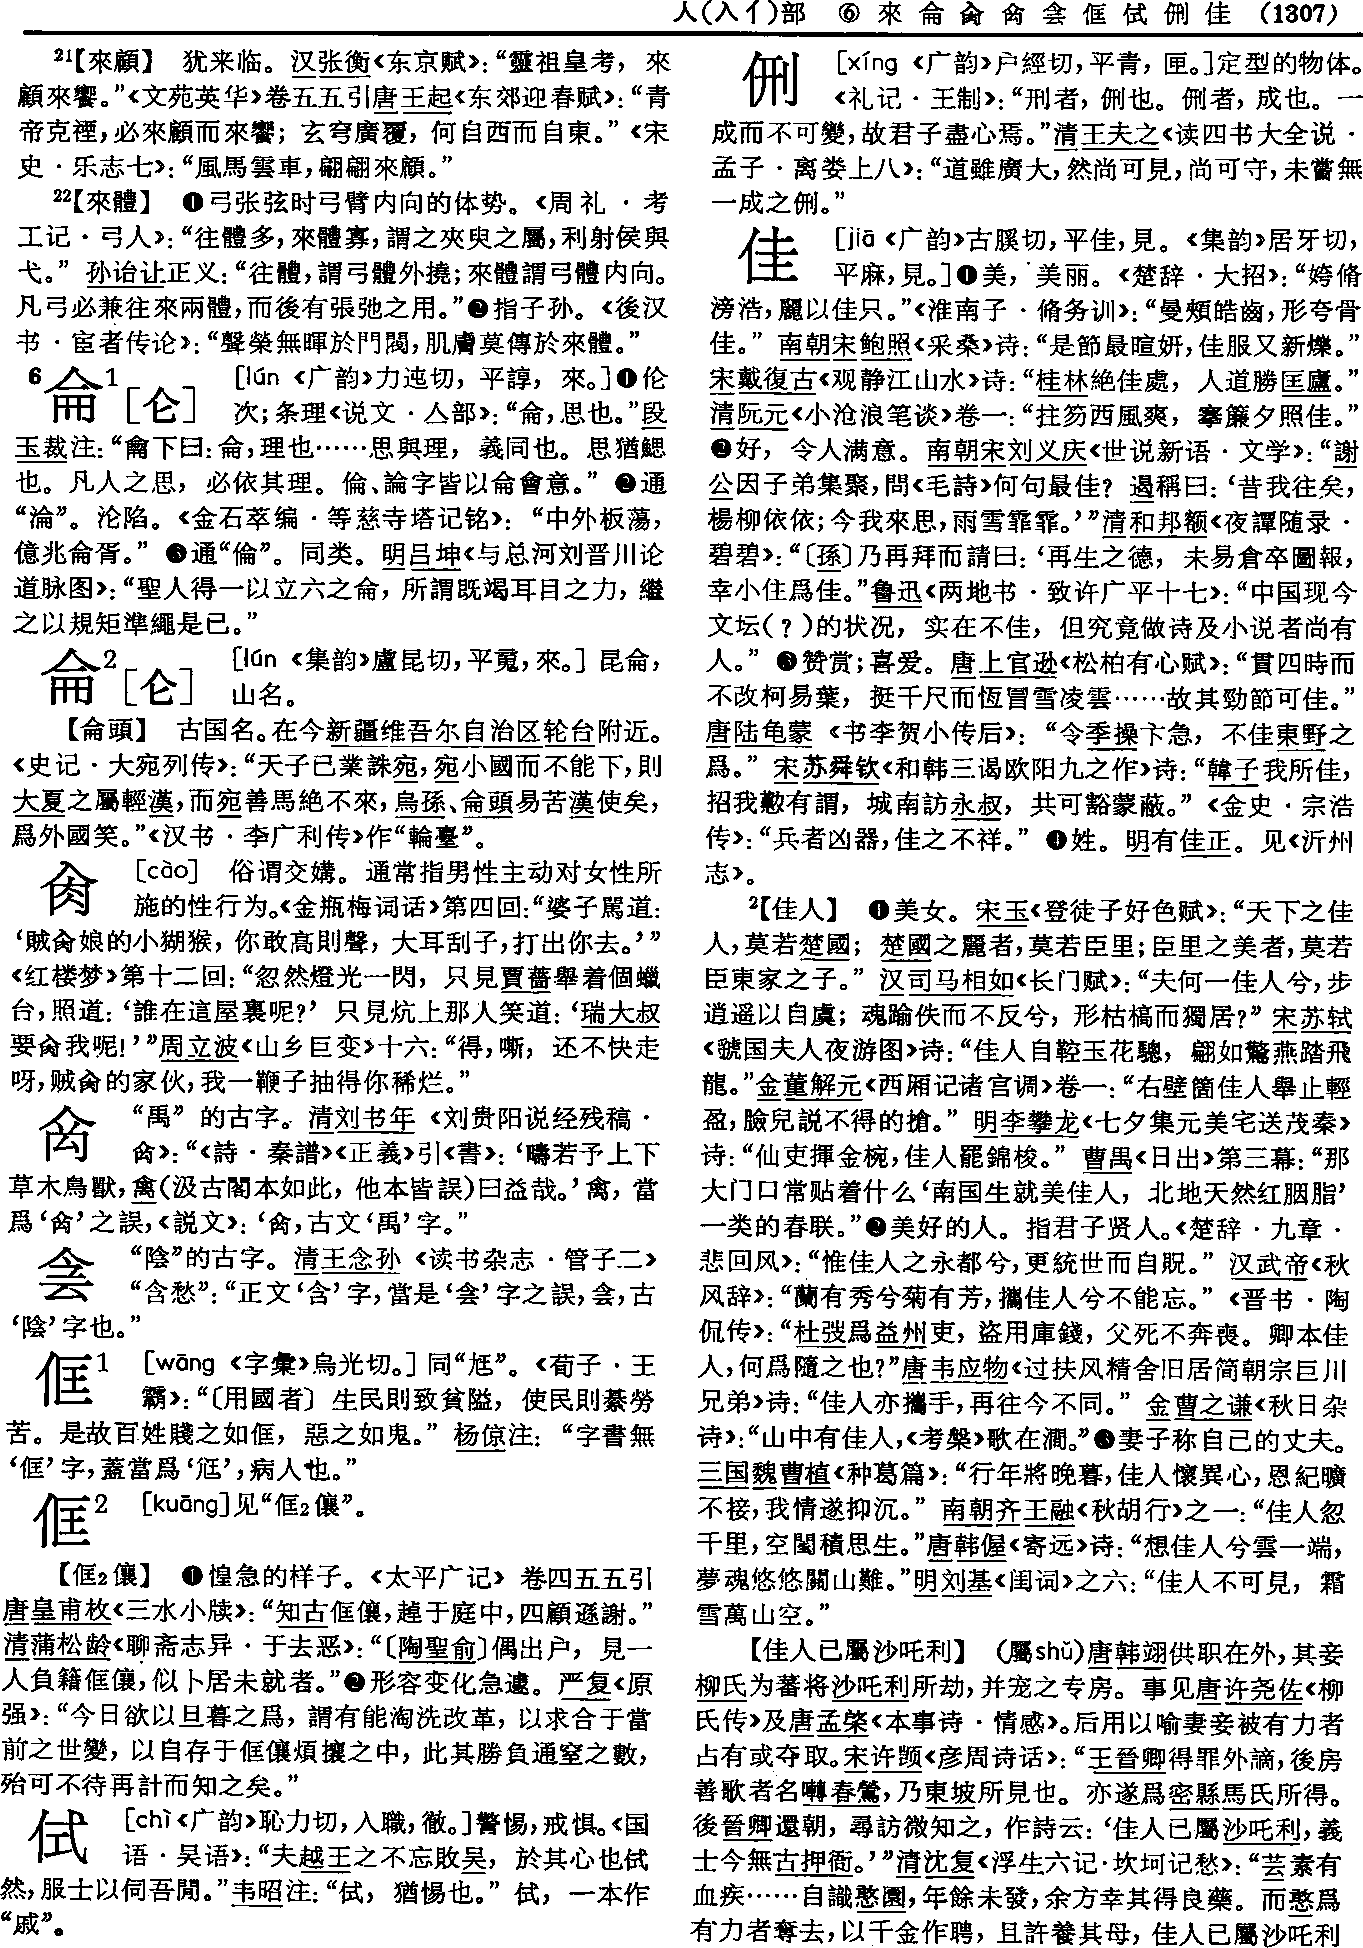 人(入亻)部　⑥來侖肏㒷侌俇㑜侀佳 (1307)
²¹【來顧】　犹来临。汉张衡《东京赋》：“靈祖皇考，來
顧來饗。”《文苑英华》卷五五引唐王起《东郊迎春赋》：“青
帝克禋，必來顧而來饗；玄穹廣覆，何自西而自東。”《宋
史·乐志七》：“風馬雲車，翩翩來顧。”
²²【來體】　❶弓张弦时弓臂内向的体势。《周礼·考
工记·弓人》：“往體多，來體寡，謂之夾臾之屬，利射侯與
弋。”孙诒让正义：“往體，謂弓體外撓；來體謂弓體内向。
凡弓必兼往來兩體，而後有張弛之用。”❷指子孙。《後汉
书·宦者传论》：“聲榮無暉於門閥，肌膚莫傳於來體。”
6 侖¹［仑］　［lún《广韵》力迍切，平諄，來。］❶伦
次；条理《说文·亼部》：“侖，思也。”段
玉裁注：“龠下曰：侖，理也……思與理，義同也。思猶鰓
也。凡人之思，必依其理。倫、論字皆以侖會意。”❷通
“淪”。沦陷。《金石萃编·等慈寺塔记铭》：“中外板蕩，
億兆侖胥。”❸通“倫”。同类。明吕坤《与总河刘晋川论
道脉图》：“聖人得一以立六之侖，所謂既竭耳目之力，繼
之以規矩準繩是已。”
侖²［仑］　［lún《集韵》盧昆切，平䰟，來。］昆侖，
山名。
【侖頭】　古国名。在今新疆维吾尔自治区轮台附近。
《史记·大宛列传》：“天子已業誅宛，宛小國而不能下，則
大夏之屬輕漢，而宛善馬絶不來，烏孫、侖頭易苦漢使矣，
爲外國笑。”《汉书·李广利传》作“輪臺”。
肏　［cào］　俗谓交媾。通常指男性主动对女性所
施的性行为。《金瓶梅词话》第四回：“婆子駡道：
‘賊肏娘的小猢猴，你敢高則聲，大耳刮子，打出你去。’”
《红楼梦》第十二回：“忽然燈光一閃，只見賈薔舉着個蠟
台，照道：‘誰在這屋裏呢？’只見炕上那人笑道：‘瑞大叔
要肏我呢！’”周立波《山乡巨变》十六：“得，嘶，还不快走
呀，贼肏的家伙，我一鞭子抽得你稀烂。”
“禹”的古字。清刘书年《刘贵阳说经残稿·
》：“《詩·秦譜》《正義》引《書》：‘疇若予上下
草木鳥獸，禽(汲古閣本如此，他本皆誤)曰益哉。’禽，當
爲‘’之誤，《説文》：‘，古文‘禹’字。”
侌　“陰”的古字。清王念孙《读书杂志·管子二》
“含愁”：“正文‘含’字，當是‘侌’字之誤，侌，古
‘陰’字也。”
俇¹　［wāng《字彙》烏光切。］同“尪”。《荀子·王
霸》：“〔用國者〕生民則致貧隘，使民則綦勞
苦。是故百姓賤之如俇，惡之如鬼。”杨倞注：“字書無
‘俇’字，蓋當爲‘尫’，病人也。”
俇²　［kuāng］见“俇₂儴”。
【俇₂儴】　❶惶急的样子。《太平广记》卷四五五引
唐皇甫枚《三水小牍》：“知古俇儴，趠于庭中，四顧遜謝。”
清蒲松龄《聊斋志异·于去恶》：“〔陶聖俞〕偶出户，見一
人負籍俇儴，似卜居未就者。”❷形容变化急遽。严复《原
强》：“今日欲以旦暮之爲，謂有能淘洗改革，以求合于當
前之世變，以自存于俇儴煩攘之中，此其勝負通窒之數，
殆可不待再計而知之矣。”
㑜　［chì《广韵》恥力切，入職，徹。］警惕，戒惧。《国
语·吴语》：“夫越王之不忘敗吴，於其心也㑜
然，服士以伺吾閒。”韦昭注：“㑜，猶惕也。”㑜，一本作
“戚”。
侀　［xíng《广韵》户經切，平青，匣。］定型的物体。
《礼记·王制》：“刑者，侀也。侀者，成也。一
成而不可變，故君子盡心焉。”清王夫之《读四书大全说·
孟子·离娄上八》：“道雖廣大，然尚可見，尚可守，未嘗無
一成之侀。”
佳　［jiā《广韵》古膎切，平佳，見。《集韵》居牙切，
平麻，見。］❶美，美丽。《楚辞·大招》：“姱脩
滂浩，麗以佳只。”《淮南子·脩务训》：“曼頰皓齒，形夸骨
佳。”南朝宋鲍照《采桑》诗：“是節最暄妍，佳服又新爍。”
宋戴復古《观静江山水》诗：“桂林絶佳處，人道勝匡廬。”
清阮元《小沧浪笔谈》卷一：“拄笏西風爽，搴簾夕照佳。”
❷好，令人满意。南朝宋刘义庆《世说新语·文学》：“謝
公因子弟集聚，問《毛詩》何句最佳？遏稱曰：‘昔我往矣，
楊柳依依；今我來思，雨雪霏霏。’”清和邦额《夜譚随录·
碧碧》：“〔孫〕乃再拜而請曰：‘再生之德，未易倉卒圖報，
幸小住爲佳。”鲁迅《两地书·致许广平十七》：“中国现今
文坛(？)的状况，实在不佳，但究竟做诗及小说者尚有
人。”❸赞赏；喜爱。唐上官逊《松柏有心赋》：“貫四時而
不改柯易葉，挺千尺而恆冒雪凌雲……故其勁節可佳。”
唐陆龟蒙《书李贺小传后》：“令季操卞急，不佳東野之
爲。”宋苏舜钦《和韩三谒欧阳九之作》诗：“韓子我所佳，
招我歡有謂，城南訪永叔，共可豁蒙蔽。”《金史·宗浩
传》：“兵者凶器，佳之不祥。”❹姓。明有佳正。见《沂州
志》。
²【佳人】　❶美女。宋玉《登徒子好色赋》：“天下之佳
人，莫若楚國；楚國之麗者，莫若臣里；臣里之美者，莫若
臣東家之子。”汉司马相如《长门赋》：“夫何一佳人兮，步
逍遥以自虞；魂踰佚而不反兮，形枯槁而獨居？”宋苏轼
《虢国夫人夜游图》诗：“佳人自鞚玉花驄，翩如驚燕踏飛
龍。”金董解元《西厢记诸宫调》卷一：“右壁箇佳人舉止輕
盈，臉兒説不得的搶。”明李攀龙《七夕集元美宅送茂秦》
诗：“仙吏揮金椀，佳人罷錦梭。”曹禺《日出》第三幕：“那
大门口常贴着什么‘南国生就美佳人，北地天然红胭脂’
一类的春联。”❷美好的人。指君子贤人。《楚辞·九章·
悲回风》：“惟佳人之永都兮，更統世而自貺。”汉武帝《秋
风辞》：“蘭有秀兮菊有芳，攜佳人兮不能忘。”《晋书·陶
侃传》：“杜弢爲益州吏，盜用庫錢，父死不奔喪。卿本佳
人，何爲隨之也？”唐韦应物《过扶风精舍旧居简朝宗巨川
兄弟》诗：“佳人亦攜手，再往今不同。”金曹之谦《秋日杂
诗》：“山中有佳人，《考槃》歌在澗。”❸妻子称自己的丈夫。
三国魏曹植《种葛篇》：“行年將晚暮，佳人懷異心，恩紀曠
不接，我情遂抑沉。”南朝齐王融《秋胡行》之一：“佳人忽
千里，空閨積思生。”唐韩偓《寄远》诗：“想佳人兮雲一端，
夢魂悠悠關山難。”明刘基《闺词》之六：“佳人不可見，霜
雪萬山空。”
【佳人已屬沙吒利】　(屬shǔ)唐韩翊供职在外，其妾
柳氏为蕃将沙吒利所劫，并宠之专房。事见唐许尧佐《柳
氏传》及唐孟棨《本事诗·情感》。后用以喻妻妾被有力者
占有或夺取。宋许顗《彦周诗话》：“王晉卿得罪外謫，後房
善歌者名囀春鶯，乃東坡所見也。亦遂爲密縣馬氏所得。
後晉卿還朝，尋訪微知之，作詩云：‘佳人已屬沙吒利，義
士今無古押衙。’”清沈复《浮生六记·坎坷记愁》：“芸素有
血疾……自識憨園，年餘未發，余方幸其得良藥。而憨爲
有力者奪去，以千金作聘，且許養其母，佳人已屬沙吒利